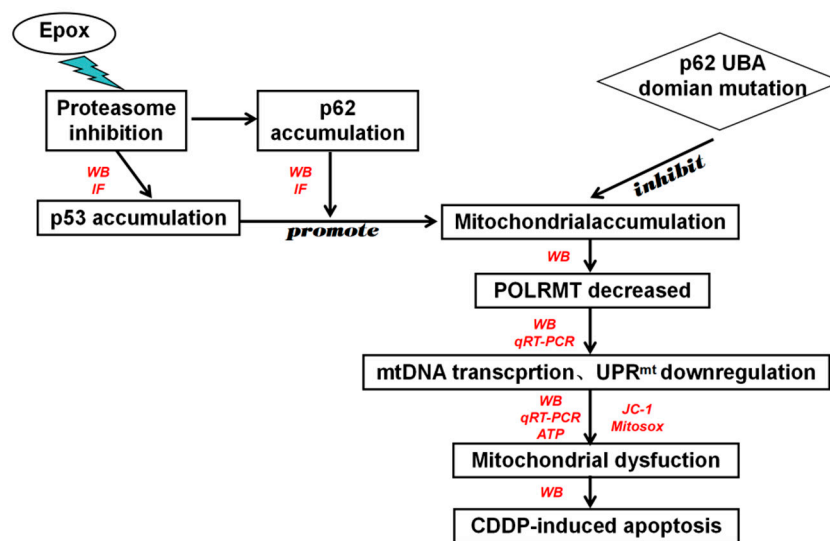 Epox
p62 UBA
domian mutation
Proteasome
inhibition
p62
accumulation
WB
IF
WB
IF
inhibit
p53 accumulation
promote
Mitochondrialaccumulation
WB
POLRMT decreased
WB
qRT-PCR
mtDNA transcprtion、UPRmt downregulation
WB
qRT-PCR
ATP
JC-1
Mitosox
Mitochondrial dysfuction
WB
CDDP-induced apoptosis